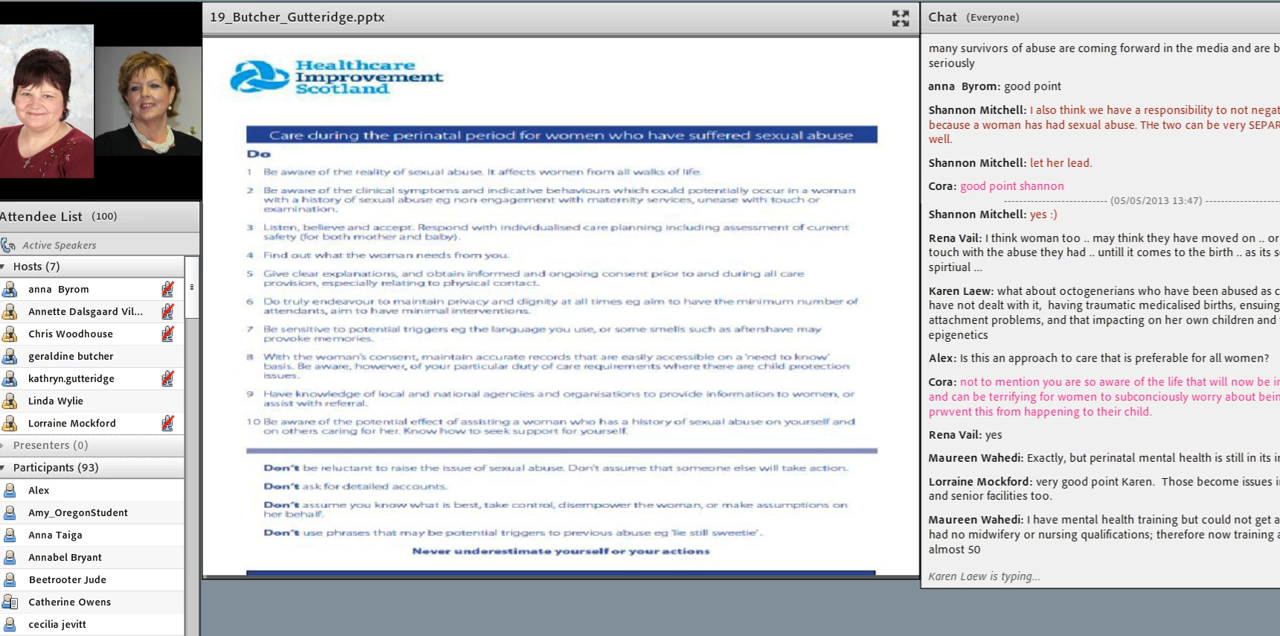 19_Butcher_Gutteridge.pptx
Healthcare
Improvement
Scotland
Care during the perinatal period for women who have suffered sexual abuse
Do
1 Be aware of the reality of sexual abuse. It affects women from all walks of life.
2 Be aware of the clinical symptoms and indicative behaviours which could potentially occur in a woman
with a history of sexual abuse eg non engagement with maternity services, unease with touch or
examination.
3 Listen, believe and accept. Respond with individualised care planning including assessment of current
safety (for both mother and baby).
4 Find out what the woman needs from you.
5 Give clear explanations, and obtain informed and ongoing consent prior to and during all care
provision, especially relating to physical contact.
6 Do truly endeavour to maintain privacy and dignity at all times eg aim to have the minimum number of
attendants, aim to have minimal interventions.
7 Be sensitive to potential triggers eg the language you use, or some smells such as aftershave may
provoke memories.
8 With the woman's consent, maintain accurate records that are easily accessible on a 'need to know'
basis. Be aware, however, of your particular duty of care requirements where there are child protection
issues.
9 Have knowledge of local and national agencies and organisations to provide information to women, or
assist with referral.
10 Be aware of the potential effect of assisting a woman who has a history of sexual abuse on yourself and
on others caring for her. Know how to seek support for yourself.
Don't be reluctant to raise the issue of sexual abuse. Don't assume that someone else will take action.
Don't ask for detailed accounts.
Don't assume you know what is best, take control, disempower the woman, or make assumptions on
her behalf.
Don't use phrases that may be potential triggers to previous abuse eg 'lie still sweetie'.
Never underestimate yourself or your actions
Attendee List (100)
Active Speakers
Hosts (7)
anna Byrom
Annette Dalsgaard Vil...
Chris Woodhouse
geraldine butcher
kathryn.gutteridge
Linda Wylie
Lorraine Mockford
Presenters (0)
Participants (93)
Alex
Amy_OregonStudent
Anna Taiga
Annabel Bryant
Beetrooter Jude
Catherine Owens
cecilia jevitt
Chat (Everyone)
many survivors of abuse are coming forward in the media and are
seriously
anna Byrom: good point
Shannon Mitchell: I also think we have a responsibility to not
because a woman has had sexual abuse. THe two can be very
well.
Shannon Mitchell: let her lead.
Cora: good point shannon
(05/05/2013 13:47)
Shannon Mitchell: yes :)
Rena Vail: I think woman too .. may think they have moved on .. or
touch with the abuse they had .. untill it comes to the birth .. as its
spirtiual ...
Karen Laew: what about octogenerians who have been abused as
have not dealt with it, having traumatic medicalised births, ensuing
attachment problems, and that impacting on her own children and
epigenetics
Alex: Is this an approach to care that is preferable for all women?
Cora: not to mention you are so aware of the life that will now be
and can be terrifying for women to subconciously worry about
prwvent this from happening to their child.
Rena Vail: yes
Maureen Wahedi: Exactly, but perinatal mental health is still in its
Lorraine Mockford: very good point Karen. Those become issues
and senior facilities too.
Maureen Wahedi: I have mental health training but could not get
had no midwifery or nursing qualifications; therefore now training
almost 50
Karen Laew is typing...